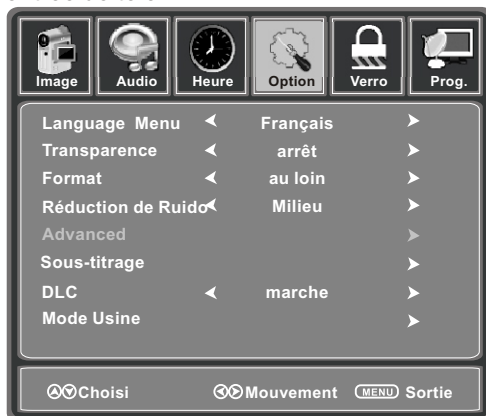 Image Audio Heure Option Verro Prog.
Language Menu Français
Transparence arrêt
Format au loin
Réduction de Ruido Milieu
Advanced
Sous-titrage
DLC marche
Mode Usine
Choisi Mouvement MENU Sortie